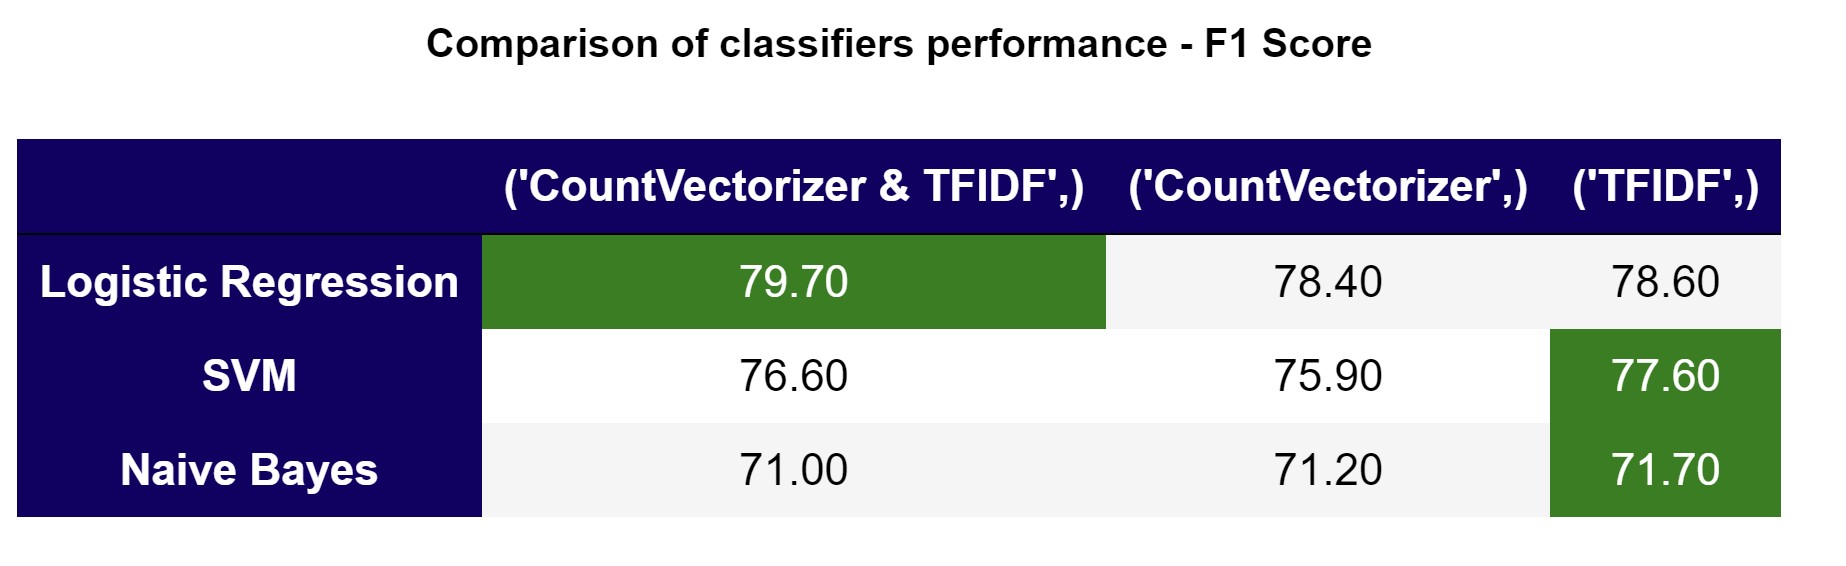 Comparison of classifiers performance - F1 Score
('CountVectorizer & TFIDF',) ('CountVectorizer',) ('TFIDF',)
Logistic Regression 79.70 78.40 78.60
SVM 76.60 75.90 77.60
Naive Bayes 71.00 71.20 71.70